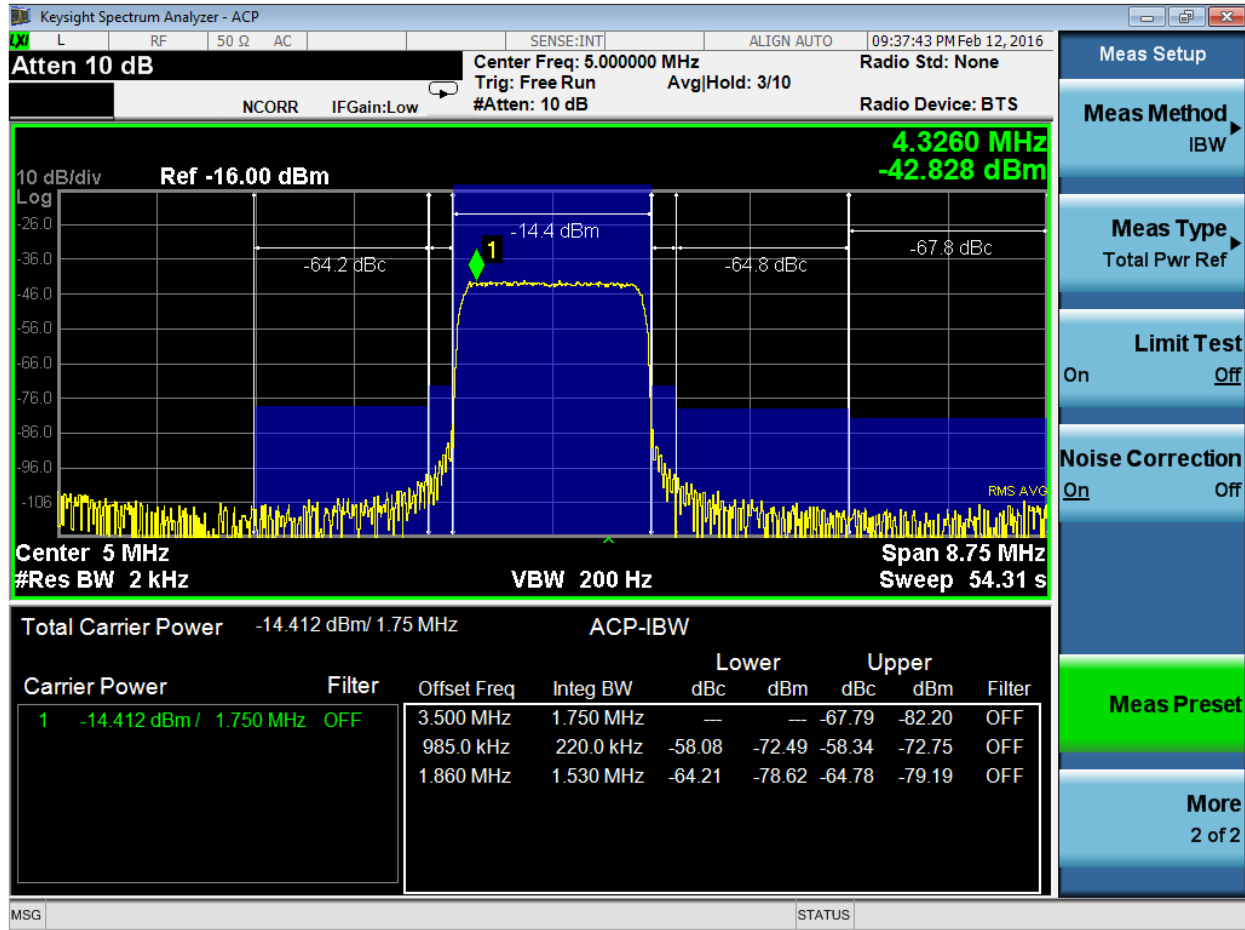 Keysight Spectrum Analyzer - ACP
LXI L RF 50 Ω AC SENSE:INT ALIGN AUTO 09:37:43 PM Feb 12, 2016
Atten 10 dB
Center Freq: 5.000000 MHz Radio Std: None
Trig: Free Run Avg|Hold: 3/10
NCORR IFGain:Low #Atten: 10 dB Radio Device: BTS
4.3260 MHz
-42.828 dBm
10 dB/div Ref -16.00 dBm
Log
-26.0
-36.0
-46.0
-56.0
-66.0
-76.0
-86.0
-96.0
-106
-14.4 dBm
1
-64.2 dBc
-64.8 dBc
-67.8 dBc
RMS AVG
Center 5 MHz Span 8.75 MHz
#Res BW 2 kHz VBW 200 Hz Sweep 54.31 s
Total Carrier Power -14.412 dBm/ 1.75 MHz ACP-IBW
Lower Upper
Carrier Power Filter Offset Freq Integ BW dBc dBm dBc dBm Filter
1 -14.412 dBm / 1.750 MHz OFF 3.500 MHz 1.750 MHz --- --- -67.79 -82.20 OFF
985.0 kHz 220.0 kHz -58.08 -72.49 -58.34 -72.75 OFF
1.860 MHz 1.530 MHz -64.21 -78.62 -64.78 -79.19 OFF
MSG STATUS
Meas Setup
Meas Method
IBW
Meas Type
Total Pwr Ref
Limit Test
On Off
Noise Correction
On Off
Meas Preset
More
2 of 2